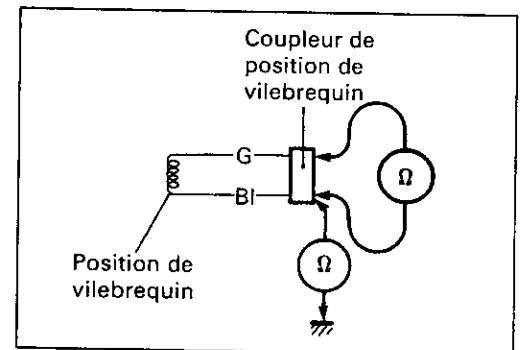 Coupleur de
position de
vilebrequin
G
Bl
Ω
Ω
Position de
vilebrequin